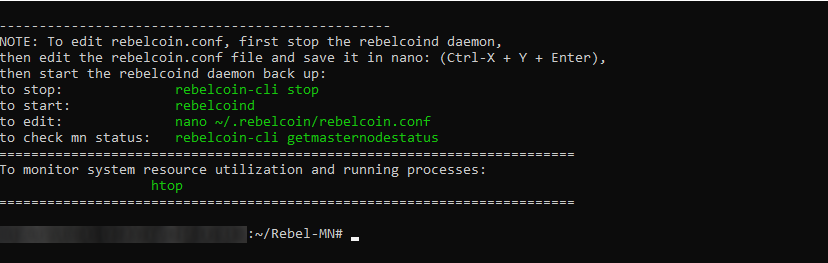 ------------------------------------------------
NOTE: To edit rebelcoin.conf, first stop the rebelcoind daemon,
then edit the rebelcoin.conf file and save it in nano: (Ctrl-X + Y + Enter),
then start the rebelcoind daemon back up:
to stop: rebelcoin-cli stop
to start: rebelcoind
to edit: nano ~/.rebelcoin/rebelcoin.conf
to check mn status: rebelcoin-cli getmasternodestatus
========================================================================
To monitor system resource utilization and running processes:
htop
========================================================================
:~/Rebel-MN#